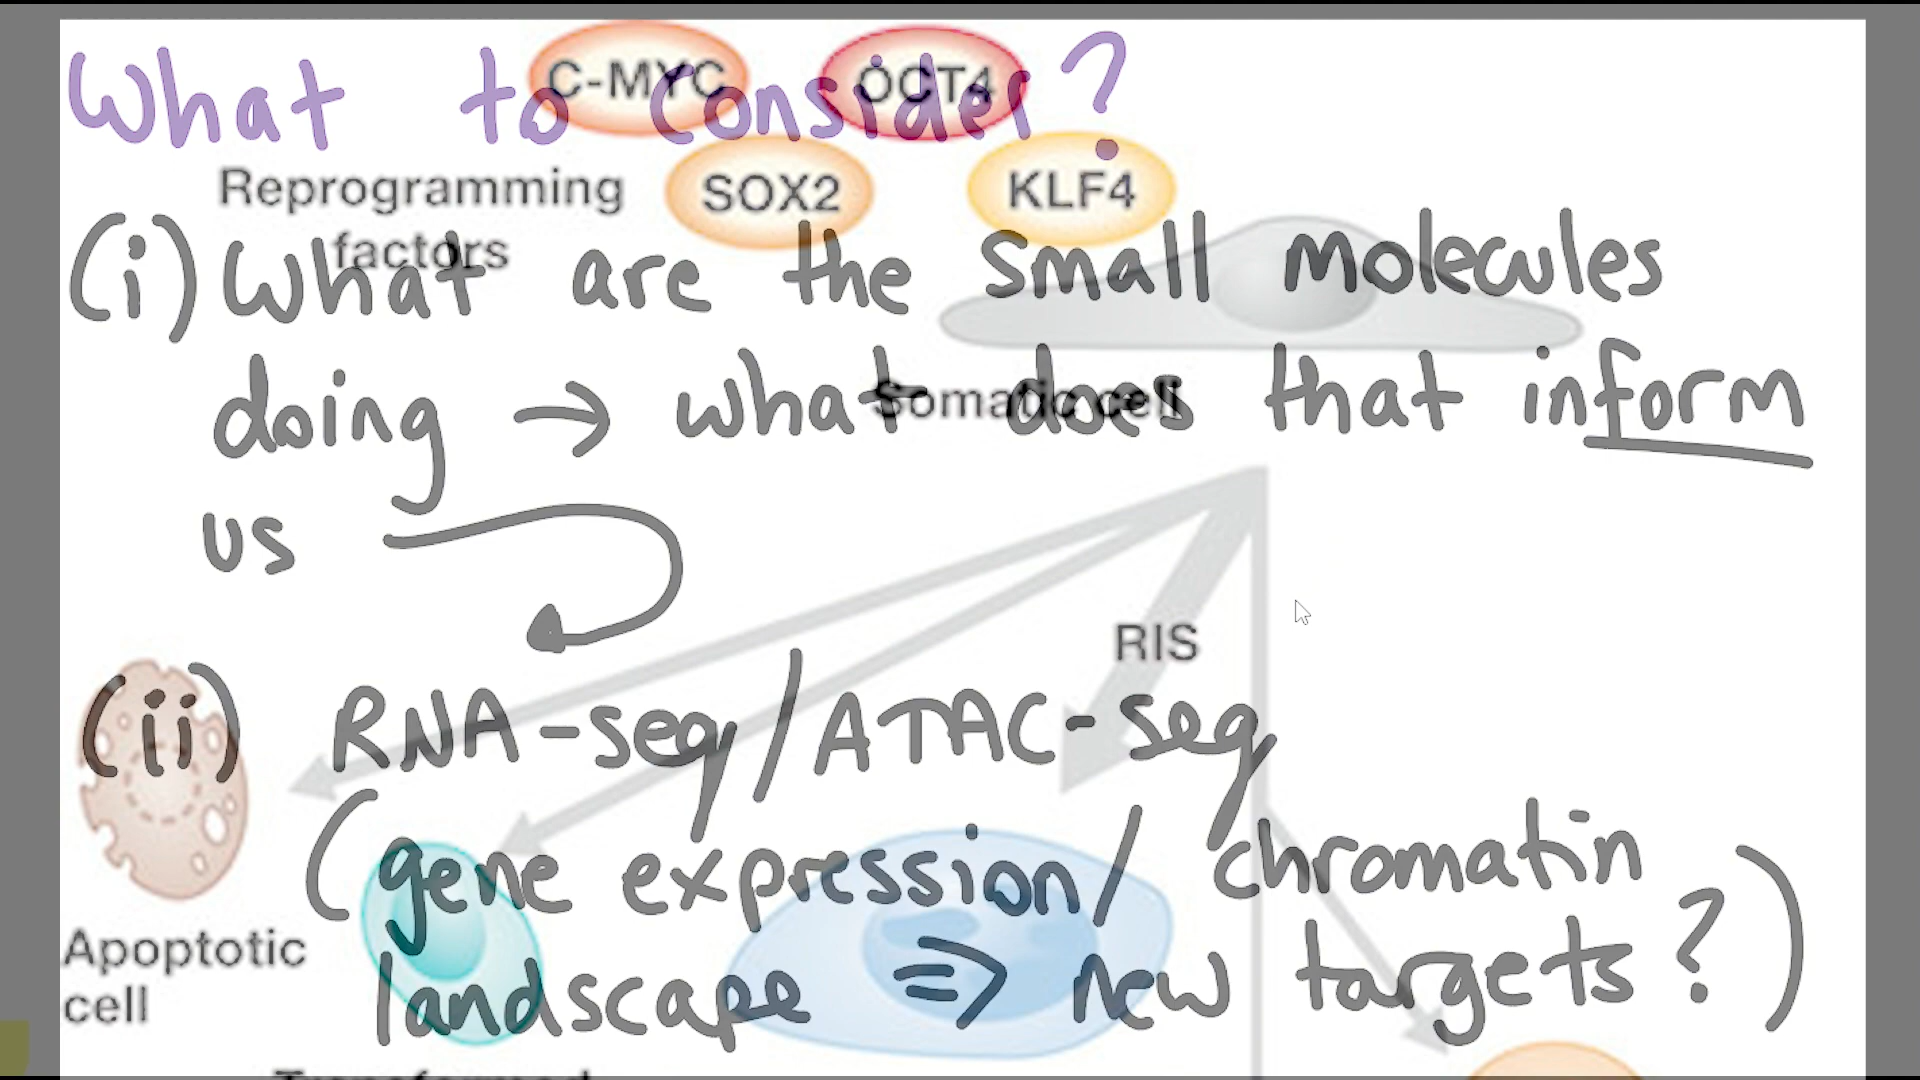 What to consider?
C-MYC OCT4
Reprogramming SOX2 KLF4
factors
(i) What are the small molecules
Somatic cell
doing → what does that inform
us
RIS
(ii) RNA-seq/ATAC-seq
(gene expression/ chromatin
landscape ⇒ new targets?)
Apoptotic
cell